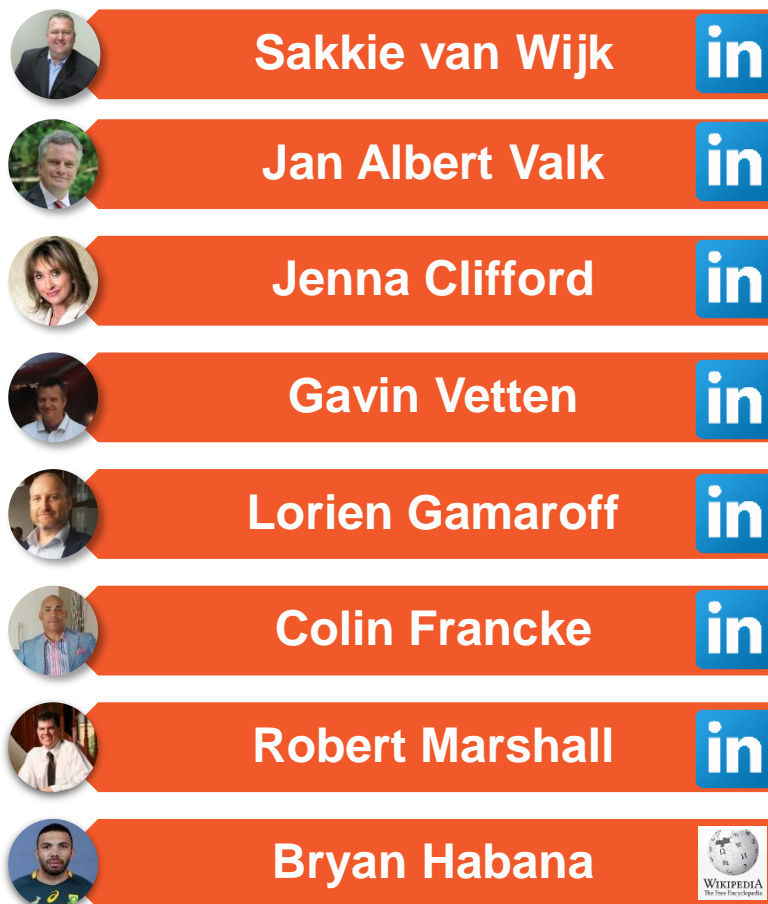 Sakkie van Wijk
in
Jan Albert Valk
in
Jenna Clifford
in
Gavin Vetten
in
Lorien Gamaroff
in
Colin Francke
in
Robert Marshall
in
Bryan Habana
WIKIPEDIA
The Free Encyclopedia